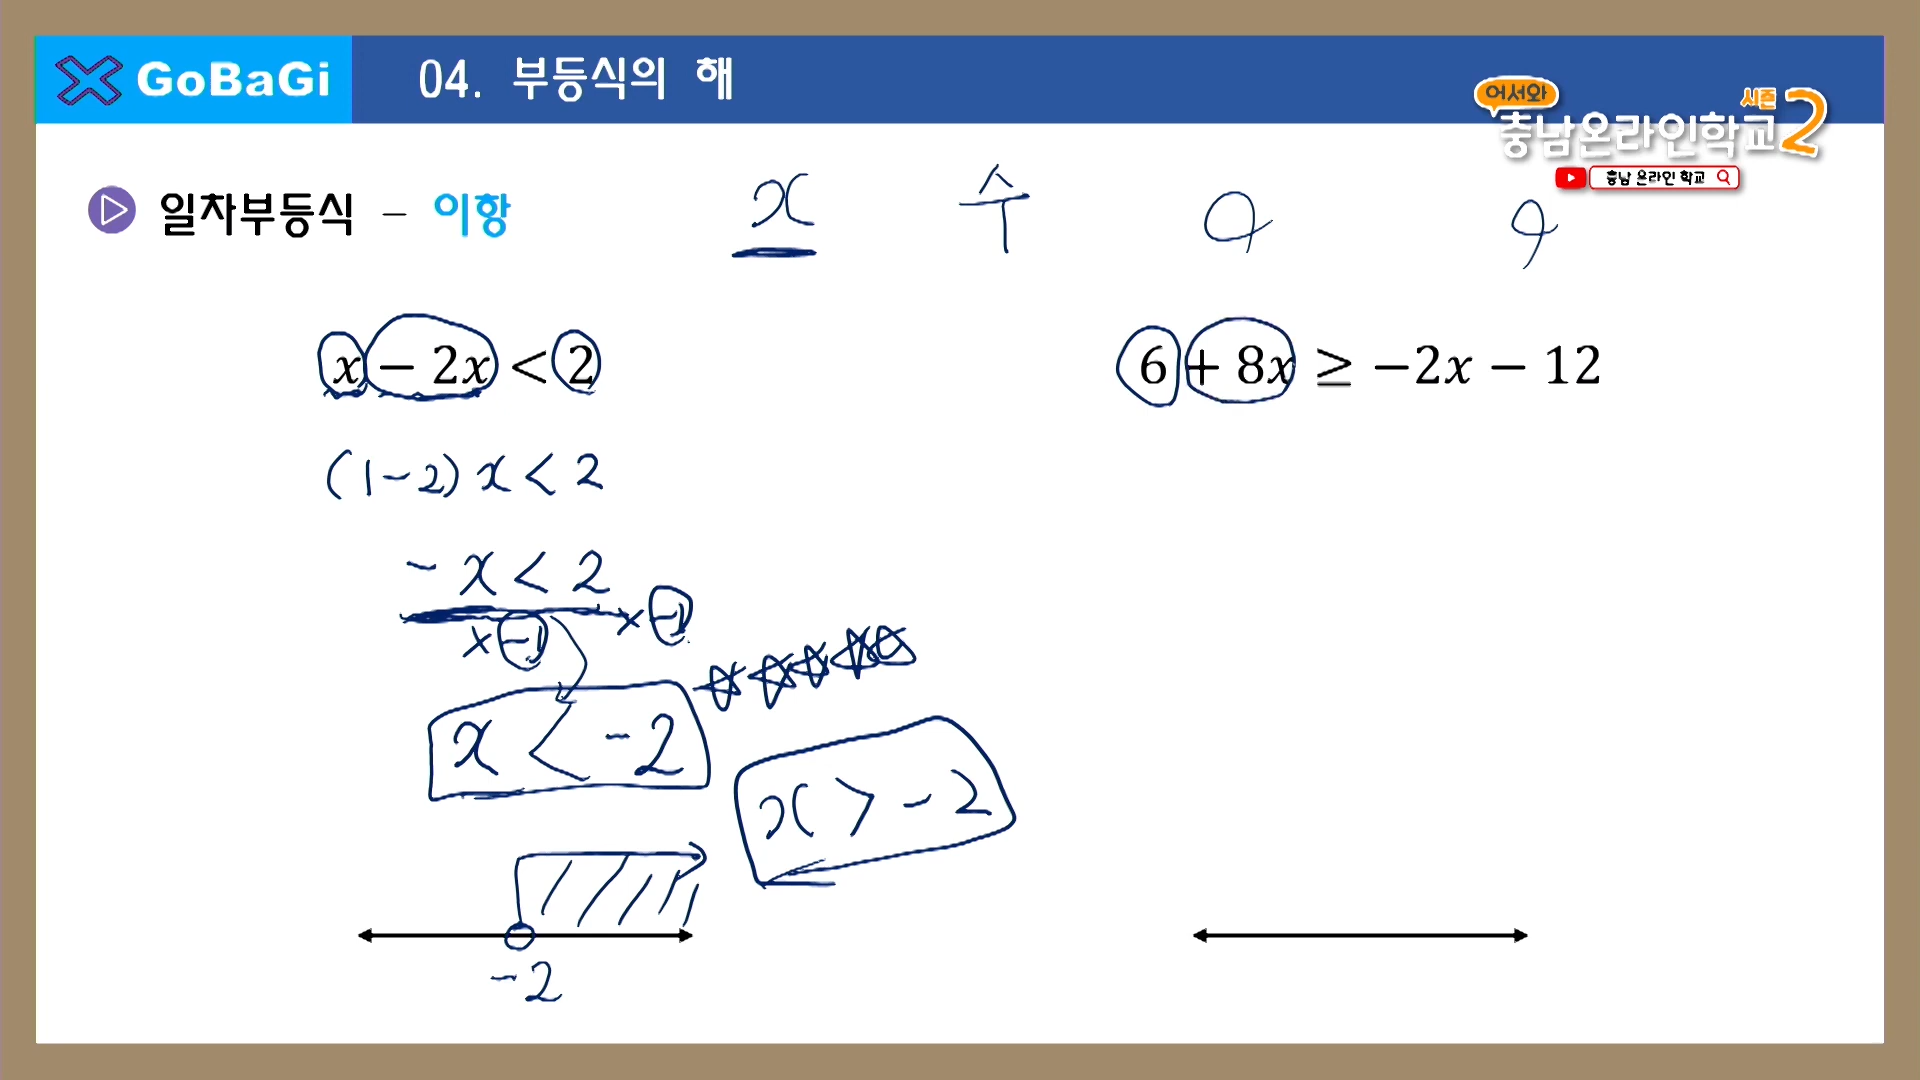 GoBaGi
04. 부등식의 해
어서와
시즌2
충남온라인학교
충남 온라인 학교
일차부등식 – 이항
x 수
x − 2x < 2
6 + 8x ≥ −2x − 12
(1-2) x < 2
- x < 2
×-1 ×-1
x < -2
x > -2
-2